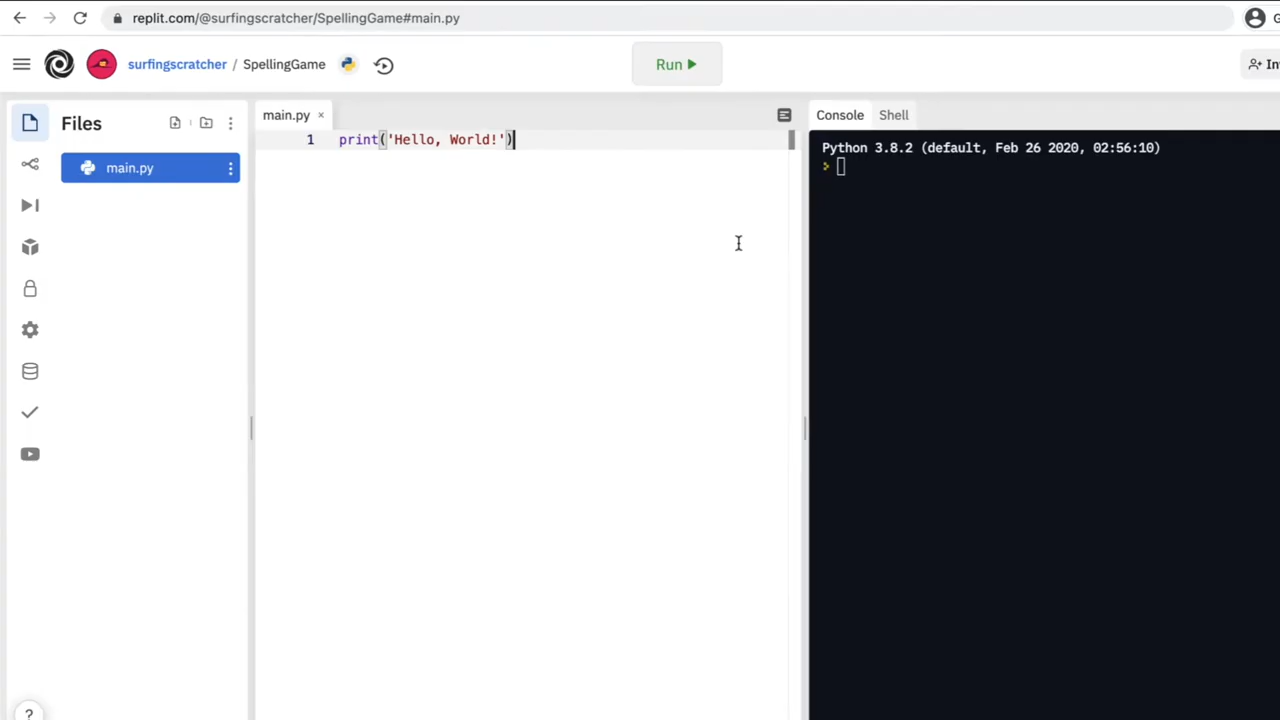 replit.com/@surfingscratcher/SpellingGame#main.py
G
surfingscratcher / SpellingGame
Run
In
Files
main.py
main.py ×
1 print('Hello, World!')
Console
Shell
Python 3.8.2 (default, Feb 26 2020, 02:56:10)
?